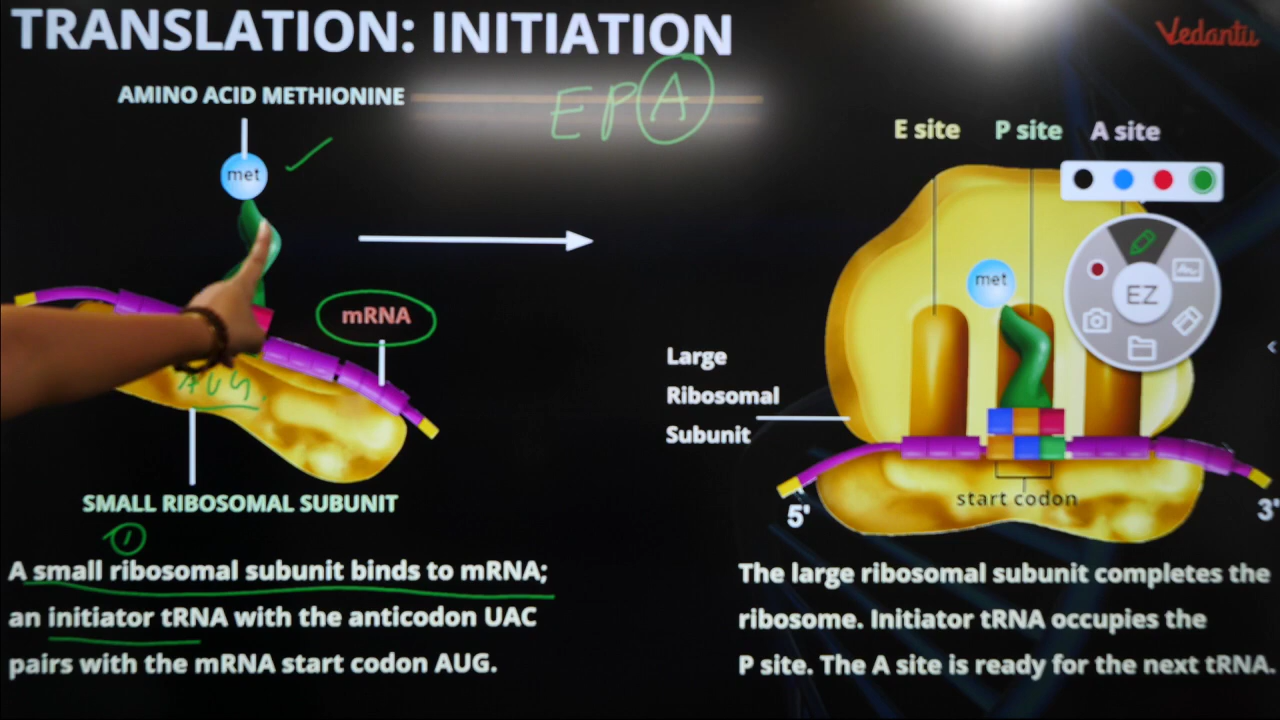 TRANSLATION: INITIATION
Vedantu
AMINO ACID METHIONINE
E P A
E site P site A site
met
met
EZ
mRNA
AUG
Large
Ribosomal
Subunit
start codon
5'
3'
SMALL RIBOSOMAL SUBUNIT
1
A small ribosomal subunit binds to mRNA;
an initiator tRNA with the anticodon UAC
pairs with the mRNA start codon AUG.
The large ribosomal subunit completes the
ribosome. Initiator tRNA occupies the
P site. The A site is ready for the next tRNA.